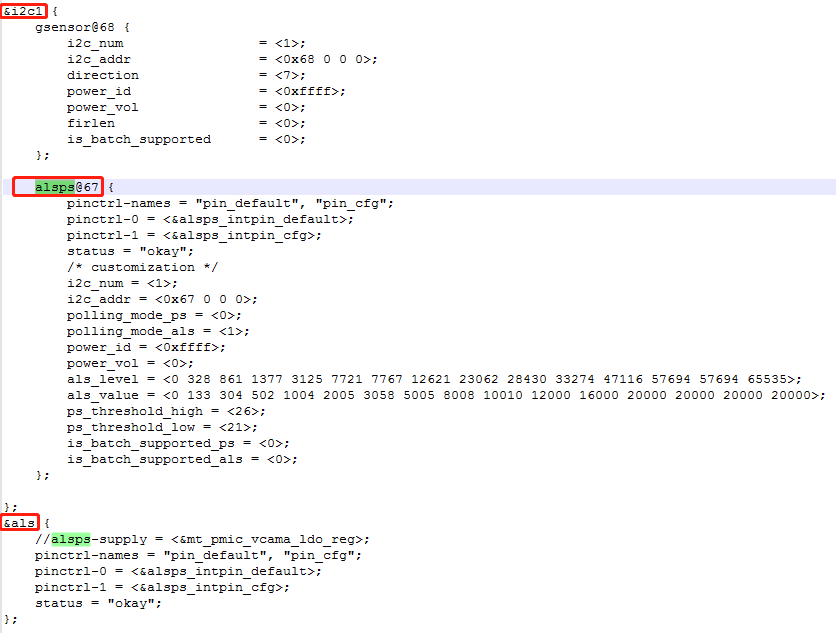 &i2c1 {
    gsensor@68 {
        i2c_num                 = <1>;
        i2c_addr                = <0x68 0 0 0>;
        direction               = <7>;
        power_id                = <0xffff>;
        power_vol               = <0>;
        firlen                  = <0>;
        is_batch_supported      = <0>;
    };

    alsps@67 {
        pinctrl-names = "pin_default", "pin_cfg";
        pinctrl-0 = <&alsps_intpin_default>;
        pinctrl-1 = <&alsps_intpin_cfg>;
        status = "okay";
        /* customization */
        i2c_num = <1>;
        i2c_addr = <0x67 0 0 0>;
        polling_mode_ps = <0>;
        polling_mode_als = <1>;
        power_id = <0xffff>;
        power_vol = <0>;
        als_level = <0 328 861 1377 3125 7721 7767 12621 23062 28430 33274 47116 57694 57694 65535>;
        als_value = <0 133 304 502 1004 2005 3058 5005 8008 10010 12000 16000 20000 20000 20000 20000>;
        ps_threshold_high = <26>;
        ps_threshold_low = <21>;
        is_batch_supported_ps = <0>;
        is_batch_supported_als = <0>;
    };

};
&als {
    //alsps-supply = <&mt_pmic_vcama_ldo_reg>;
    pinctrl-names = "pin_default", "pin_cfg";
    pinctrl-0 = <&alsps_intpin_default>;
    pinctrl-1 = <&alsps_intpin_cfg>;
    status = "okay";
};